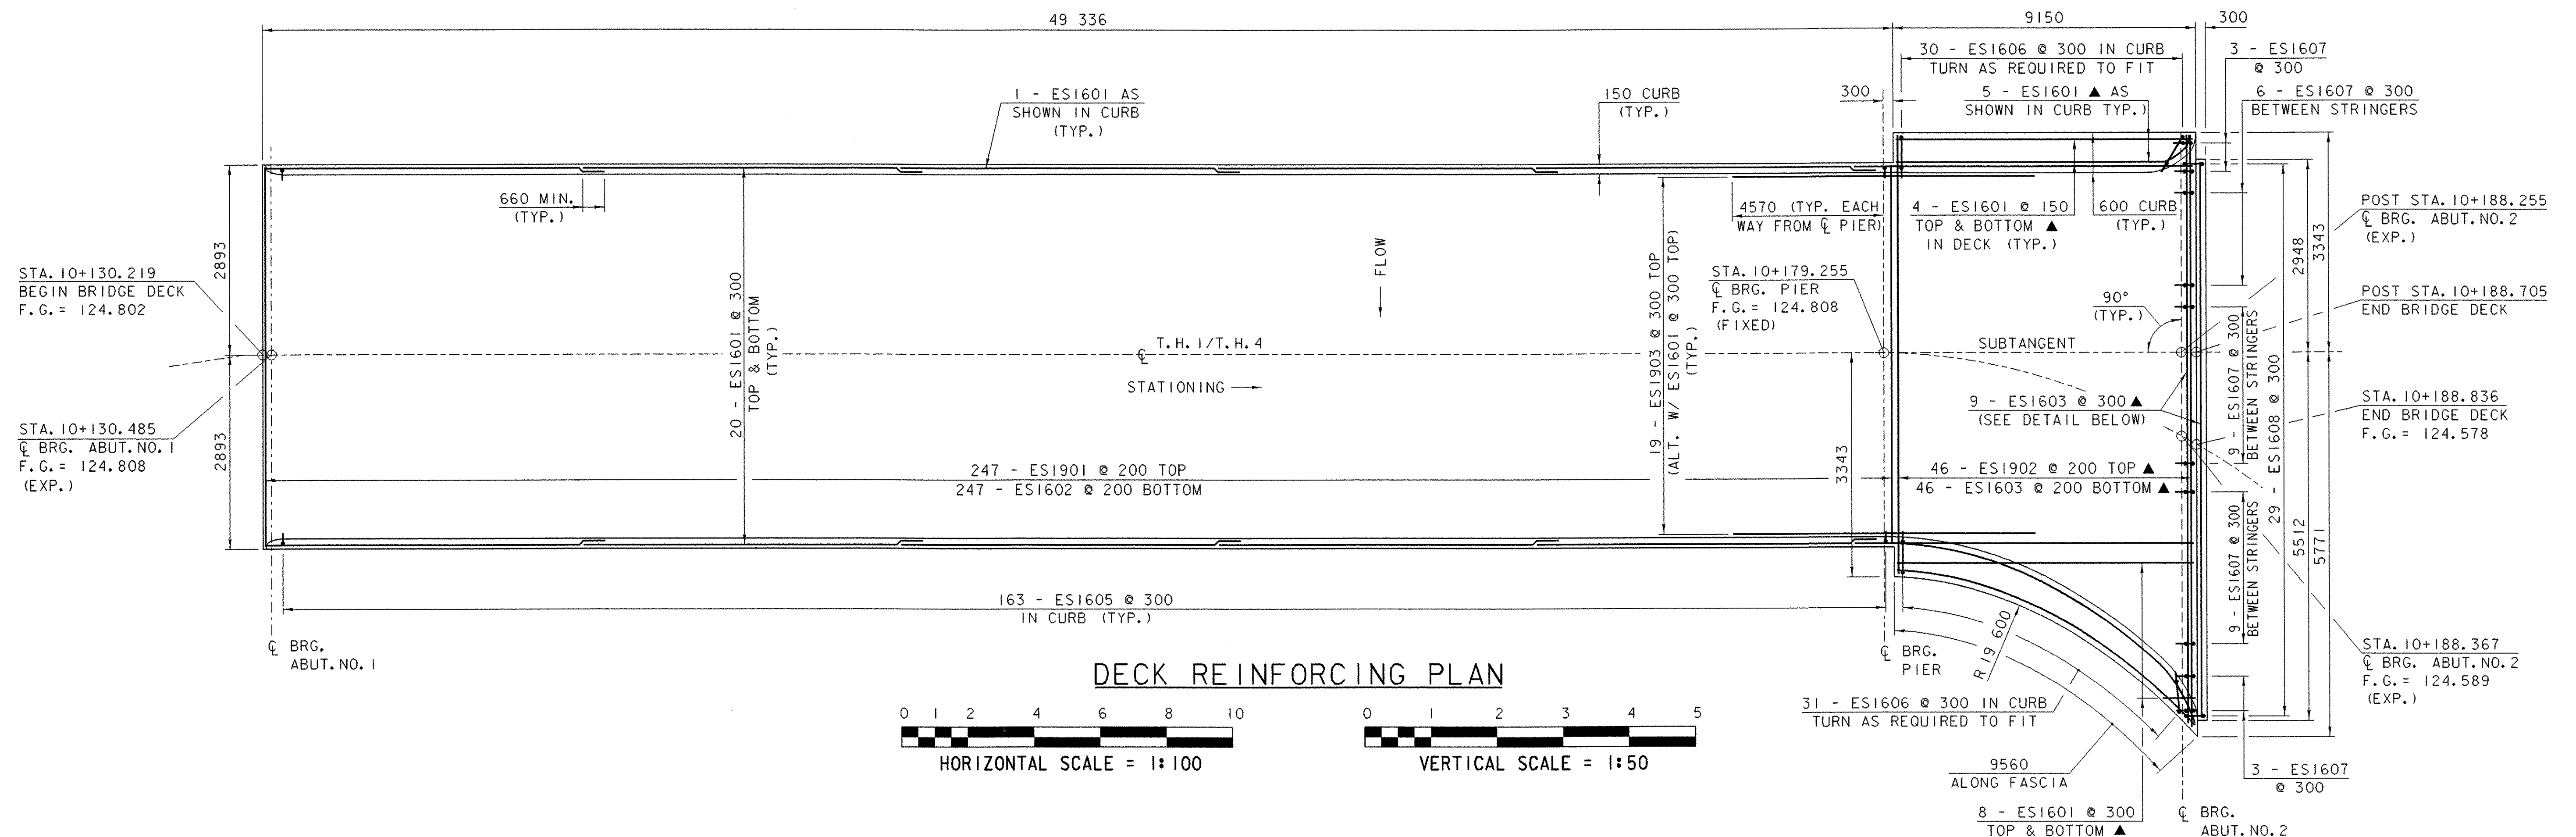 49 336
9150
300
30 - ES1606 @ 300 IN CURB
TURN AS REQUIRED TO FIT
3 - ES1607
@ 300
1 - ES1601 AS
SHOWN IN CURB
(TYP.)
150 CURB
(TYP.)
300
5 - ES1601 ▲ AS
SHOWN IN CURB TYP.)
6 - ES1607 @ 300
BETWEEN STRINGERS
660 MIN.
(TYP.)
4570 (TYP. EACH
WAY FROM ℄ PIER)
4 - ES1601 @ 150
TOP & BOTTOM ▲
IN DECK (TYP.)
600 CURB
(TYP.)
POST STA. 10+188.255
℄ BRG. ABUT. NO. 2
(EXP.)
2893
FLOW
2948
3343
STA. 10+130.219
BEGIN BRIDGE DECK
F.G. = 124.802
20 - ES1601 @ 300
TOP & BOTTOM
(TYP.)
19 - ES1903 @ 300 TOP
(ALT. W/ ES1601 @ 300 TOP)
(TYP.)
STA. 10+179.255
℄ BRG. PIER
F.G. = 124.808
(FIXED)
90°
(TYP.)
POST STA. 10+188.705
END BRIDGE DECK
℄ T.H. 1/T.H. 4
SUBTANGENT
STATIONING
9 - ES1603 @ 300 ▲
(SEE DETAIL BELOW)
9 - ES1607 @ 300
BETWEEN STRINGERS
29 - ES1608 @ 300
STA. 10+188.836
END BRIDGE DECK
F.G. = 124.578
STA. 10+130.485
℄ BRG. ABUT. NO. 1
F.G. = 124.808
(EXP.)
2893
247 - ES1901 @ 200 TOP
247 - ES1602 @ 200 BOTTOM
3343
46 - ES1902 @ 200 TOP ▲
46 - ES1603 @ 200 BOTTOM ▲
9 - ES1607 @ 300
BETWEEN STRINGERS
5512
5771
163 - ES1605 @ 300
IN CURB (TYP.)
℄ BRG.
ABUT. NO. 1
℄ BRG.
PIER
R 19 600
STA. 10+188.367
℄ BRG. ABUT. NO. 2
F.G. = 124.589
(EXP.)
DECK REINFORCING PLAN
31 - ES1606 @ 300 IN CURB
TURN AS REQUIRED TO FIT
0 1 2 4 6 8 10
HORIZONTAL SCALE = 1:100
0 1 2 3 4 5
VERTICAL SCALE = 1:50
9560
ALONG FASCIA
3 - ES1607
@ 300
8 - ES1601 @ 300
TOP & BOTTOM ▲
℄ BRG.
ABUT. NO. 2